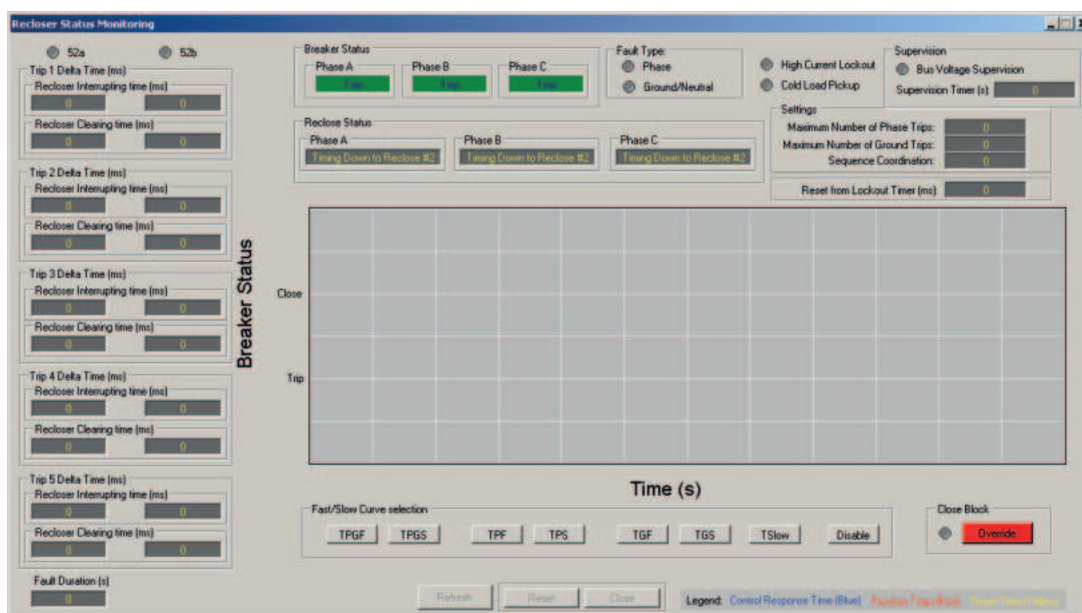 Recloser Status Monitoring
52a 52b
Trip 1 Delta Time (ms)
Recloser Interrupting time (ms)
0 0
Recloser Clearing time (ms)
0 0
Trip 2 Delta Time (ms)
Recloser Interrupting time (ms)
0 0
Recloser Clearing time (ms)
0 0
Trip 3 Delta Time (ms)
Recloser Interrupting time (ms)
0 0
Recloser Clearing time (ms)
0 0
Trip 4 Delta Time (ms)
Recloser Interrupting time (ms)
0 0
Recloser Clearing time (ms)
0 0
Trip 5 Delta Time (ms)
Recloser Interrupting time (ms)
0 0
Recloser Clearing time (ms)
0 0
Fault Duration (s)
0
Breaker Status
Phase A Phase B Phase C
Trip Trip Trip
Fault Type:
Phase
Ground/Neutral
High Current Lockout
Cold Load Pickup
Supervision
Bus Voltage Supervision
Supervision Timer (s): 0
Reclose Status
Phase A Phase B Phase C
Timing Down to Reclose #2 Timing Down to Reclose #2 Timing Down to Reclose #2
Settings
Maximum Number of Phase Trips: 0
Maximum Number of Ground Trips: 0
Sequence Coordination: 0
Reset from Lockout Timer (ms): 0
Breaker Status
Close
Trip
Time (s)
Fast/Slow Curve selection
TPGF TPGS TPF TPS TGF TGS TSlow Disable
Close Block
Override
Refresh Reset Close
Legend: Control Response Time (Blue) Reaction Time (Red) Reset Time (Yellow)